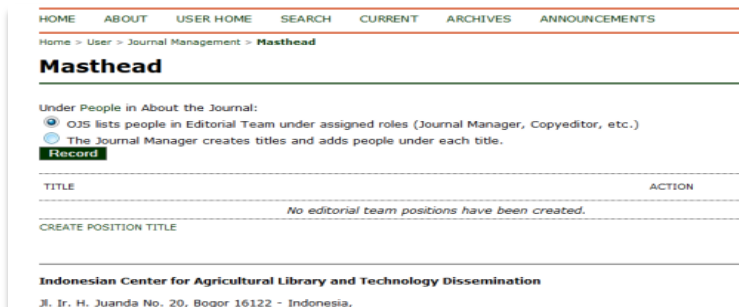 HOME ABOUT USER HOME SEARCH CURRENT ARCHIVES ANNOUNCEMENTS
Home > User > Journal Management > Masthead
Masthead
Under People in About the Journal:
OJS lists people in Editorial Team under assigned roles (Journal Manager, Copyeditor, etc.)
The Journal Manager creates titles and adds people under each title.
Record
TITLE ACTION
No editorial team positions have been created.
CREATE POSITION TITLE
Indonesian Center for Agricultural Library and Technology Dissemination
Jl. Ir. H. Juanda No. 20, Bogor 16122 - Indonesia,